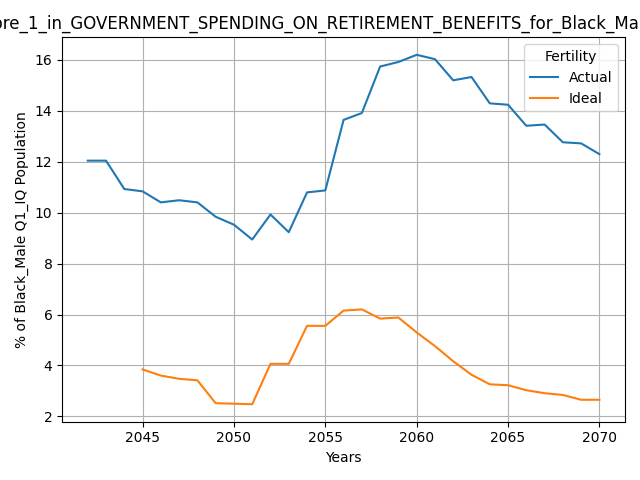 ore_1_in_GOVERNMENT_SPENDING_ON_RETIREMENT_BENEFITS_for_Black_Ma
Fertility
Actual
Ideal
% of Black_Male Q1_IQ Population
16
14
12
10
8
6
4
2
2045 2050 2055 2060 2065 2070
Years